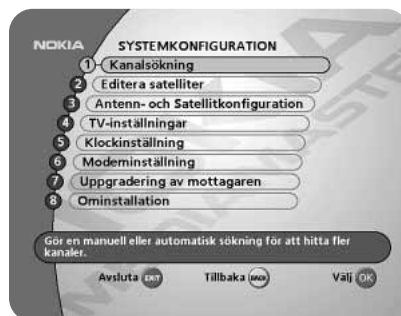 NOKIA
SYSTEMKONFIGURATION
1 Kanalsökning
2 Editera satelliter
3 Antenn- och Satellitkonfiguration
4 TV-inställningar
5 Klockinställning
6 Modeminställning
7 Uppgradering av mottagaren
8 Ominstallation
Gör en manuell eller automatisk sökning för att hitta fler
kanaler.
Avsluta EXIT Tillbaka BACK Välj OK